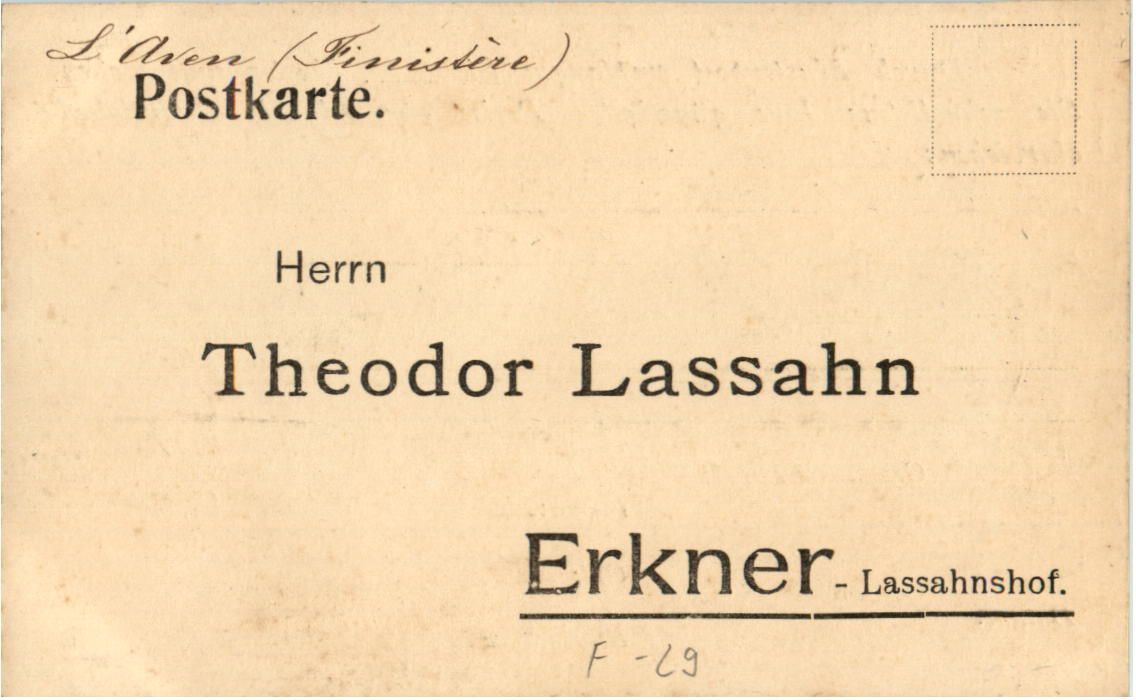 L'Aven (Finistère)
Postkarte.
Herrn
Theodor Lassahn
Erkner - Lassahnshof.
F - 29